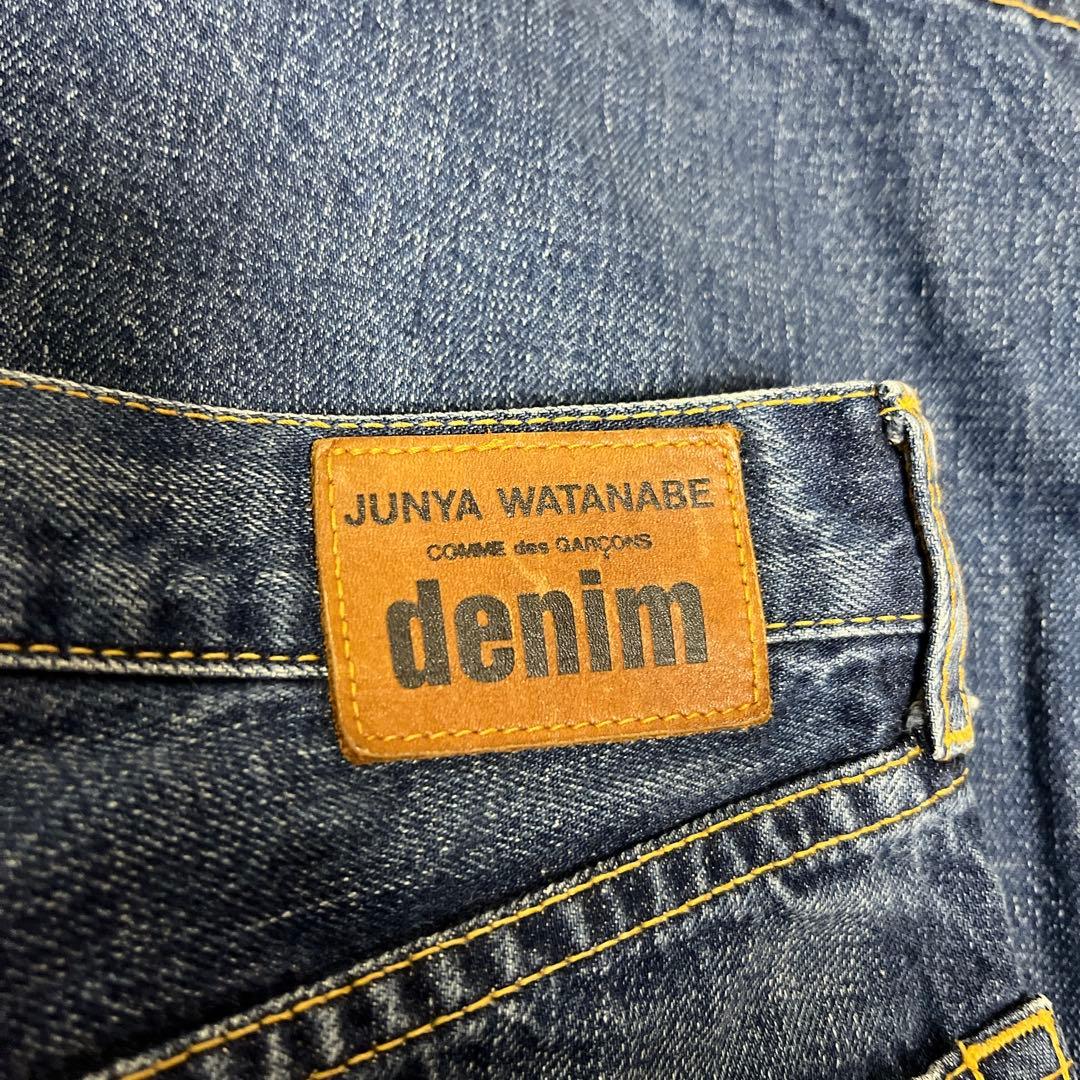 JUNYA WATANABE
COMME des GARÇONS
denim